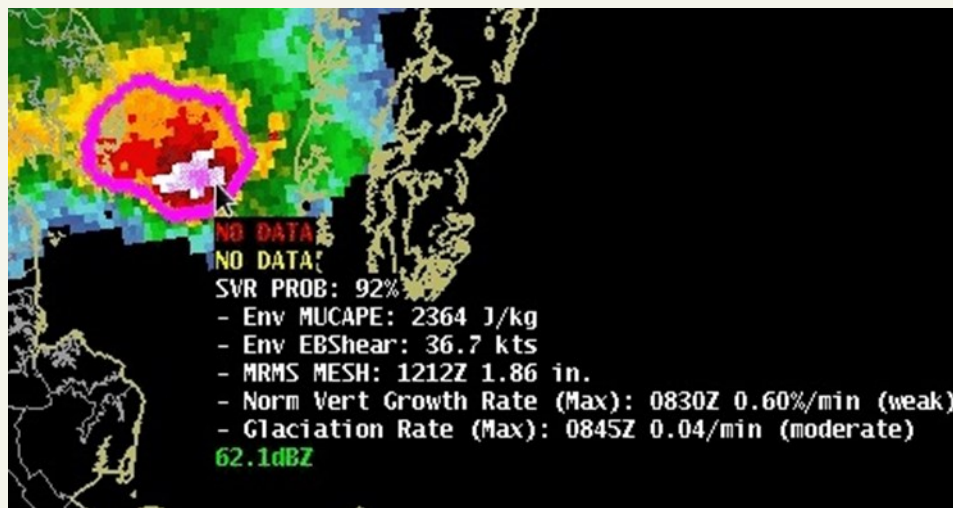 NO DATA
NO DATA
SVR PROB: 92%
- Env MUCAPE: 2364 J/kg
- Env EBShear: 36.7 kts
- MRMS MESH: 1212Z 1.86 in.
- Norm Vert Growth Rate (Max): 0830Z 0.60%/min (weak)
- Glaciation Rate (Max): 0845Z 0.04/min (moderate)
62.1dBZ